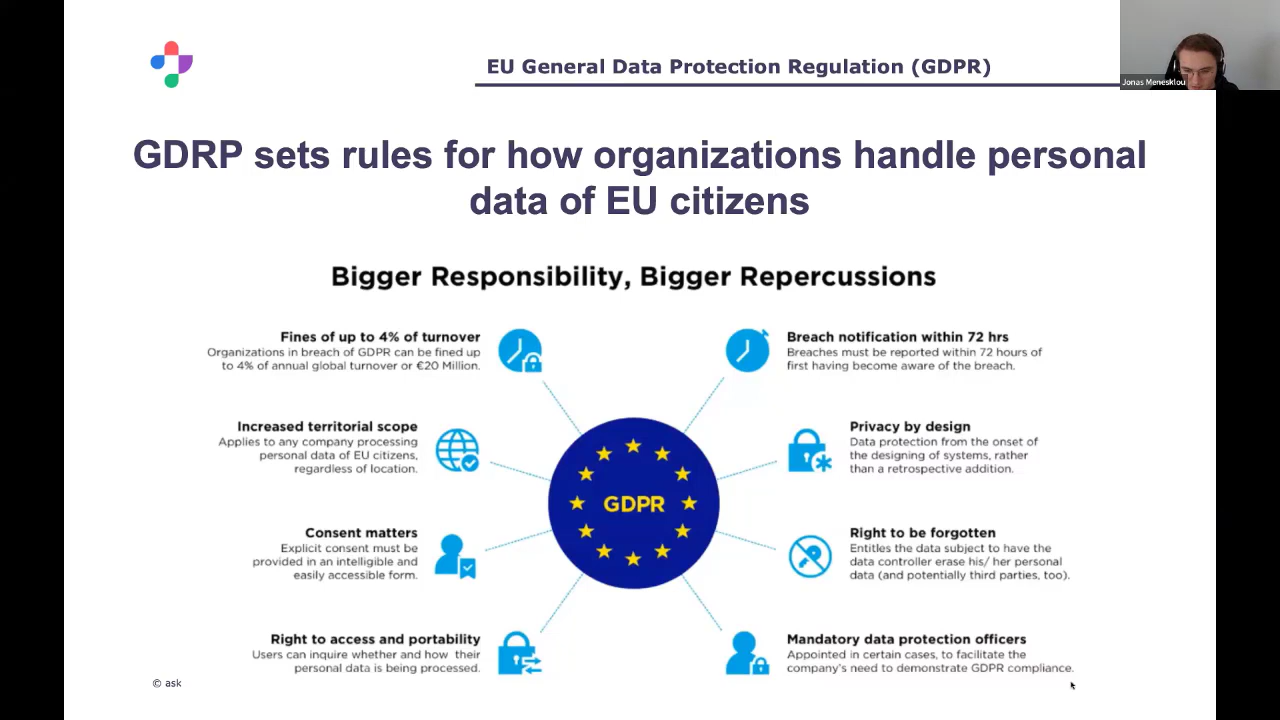 EU General Data Protection Regulation (GDPR)
Jonas Menesklou
GDRP sets rules for how organizations handle personal
data of EU citizens
Bigger Responsibility, Bigger Repercussions
Fines of up to 4% of turnover
Organizations in breach of GDPR can be fined up
to 4% of annual global turnover or €20 Million.
Breach notification within 72 hrs
Breaches must be reported within 72 hours of
first having become aware of the breach.
Increased territorial scope
Applies to any company processing
personal data of EU citizens,
regardless of location.
Privacy by design
Data protection from the onset of
the designing of systems, rather
than a retrospective addition.
GDPR
Consent matters
Explicit consent must be
provided in an intelligible and
easily accessible form.
Right to be forgotten
Entitles the data subject to have the
data controller erase his/ her personal
data (and potentially third parties, too).
Right to access and portability
Users can inquire whether and how their
personal data is being processed.
Mandatory data protection officers
Appointed in certain cases, to facilitate the
company's need to demonstrate GDPR compliance.
© ask